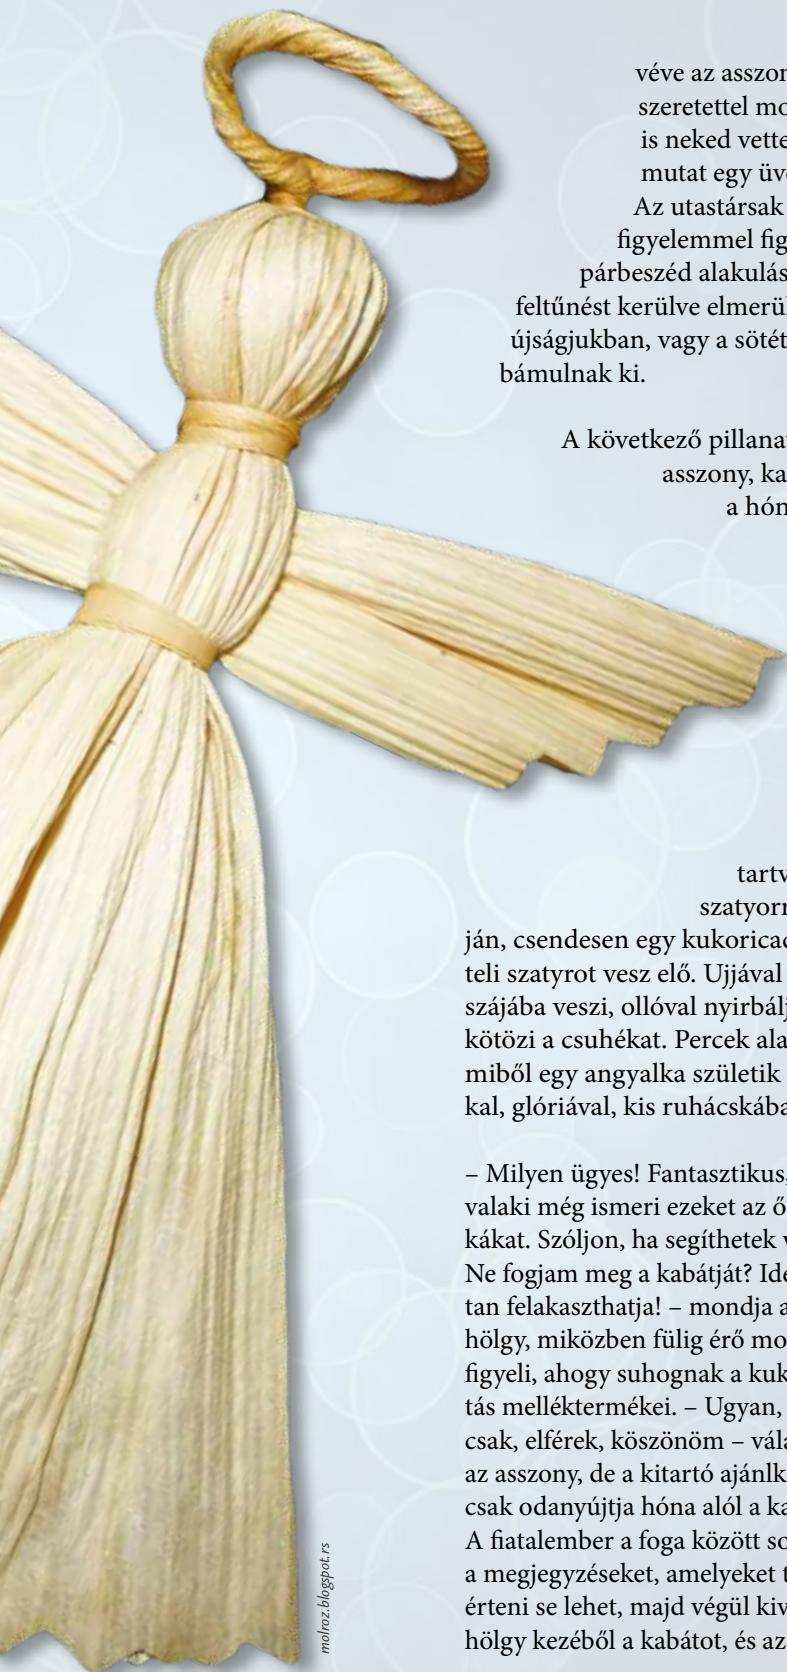 véve az asszon
szeretettel mo
is neked vette
mutat egy üv
Az utastársak
figyelemmel fig
párbeszéd alakulás
feltűnést kerülve elmerül
újságjukban, vagy a sötét
bámulnak ki.
A következő pillana
asszony, ka
a hón
tartv
szatyor
ján, csendesen egy kukorica
teli szatyrot vesz elő. Ujjával
szájába veszi, ollóval nyirbál
kötözi a csuhékat. Percek ala
miből egy angyalka születik
kal, glóriával, kis ruhácskába
– Milyen ügyes! Fantasztikus,
valaki még ismeri ezeket az ő
kákat. Szóljon, ha segíthetek v
Ne fogjam meg a kabátját? Ide
tan felakaszthatja! – mondja a
hölgy, miközben fülig érő mo
figyeli, ahogy suhognak a kuk
tás melléktermékei. – Ugyan,
csak, elférek, köszönöm – vála
az asszony, de a kitartó ajánlk
csak odanyújtja hóna alól a ka
A fiatalember a foga között so
a megjegyzéseket, amelyeket t
érteni se lehet, majd végül kiv
hölgy kezéből a kabátot, és az
molroz.blogspot.rs